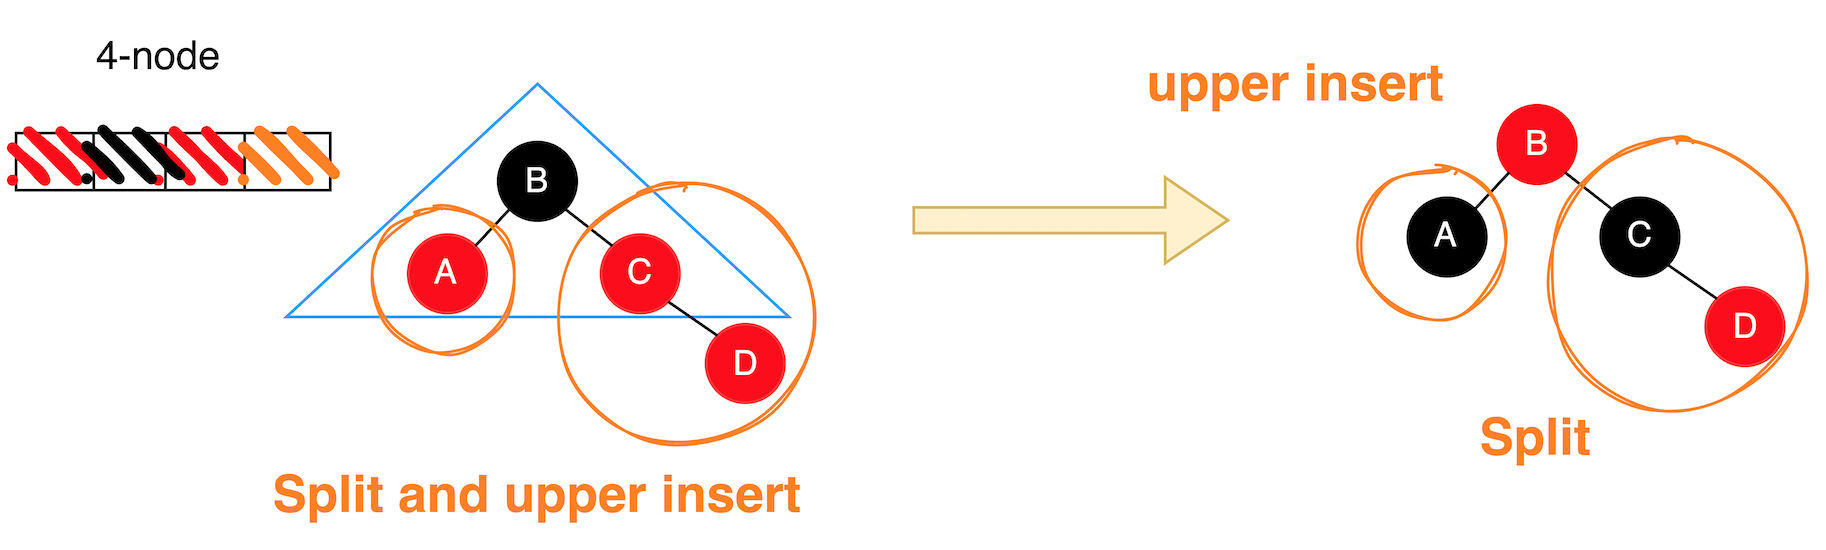 4-node
B
A
C
D
Split and upper insert
upper insert
B
A
C
D
Split